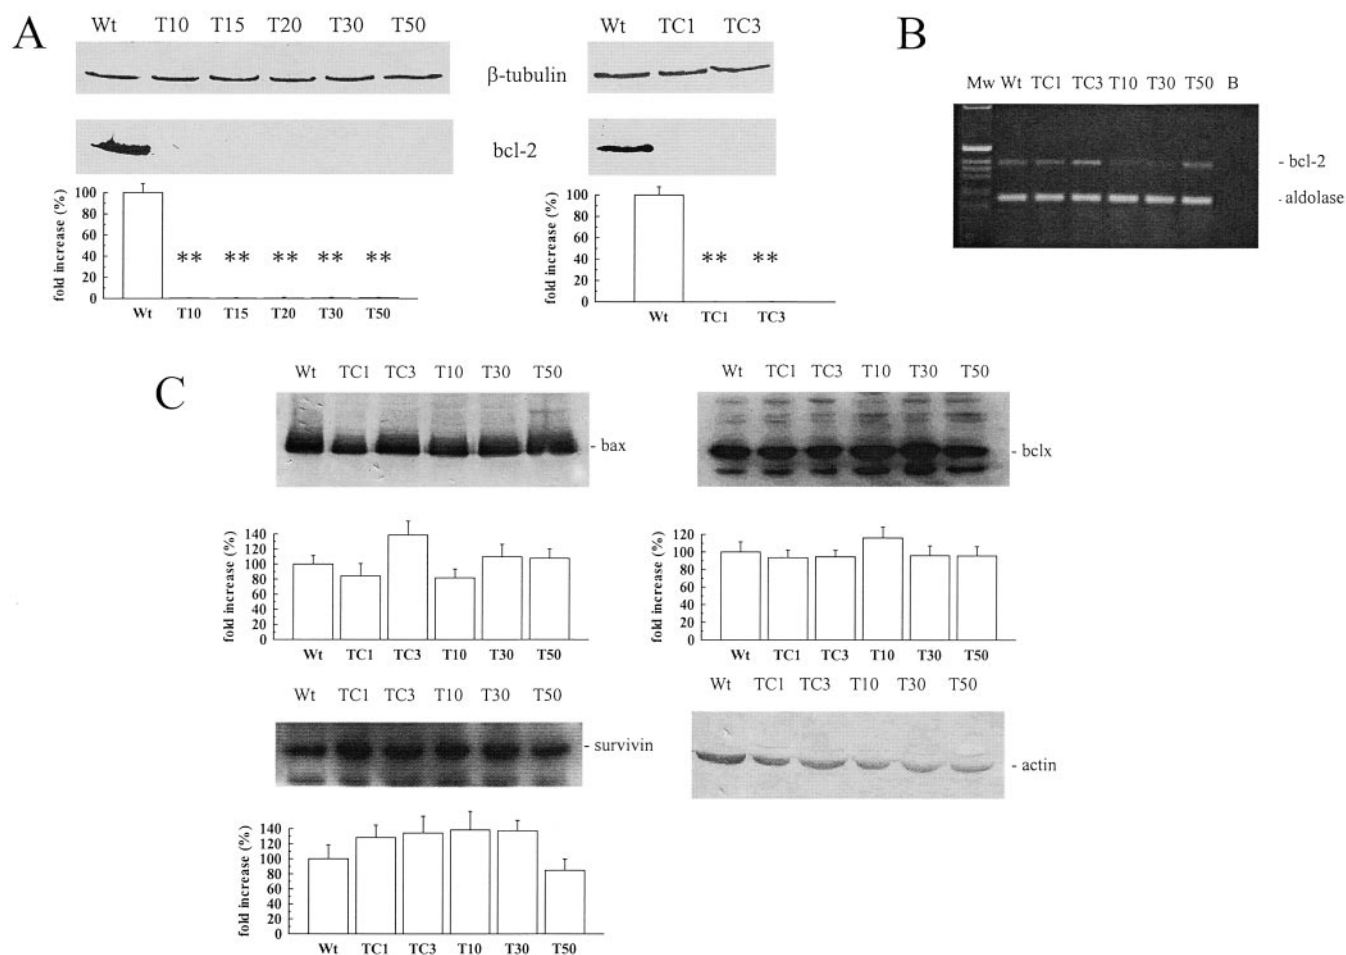 A
Wt T10 T15 T20 T30 T50
β-tubulin
Wt TC1 TC3
bcl-2
fold increase (%)
100
80
60
40
20
0
** ** ** ** **
Wt T10 T15 T20 T30 T50
fold increase (%)
100
80
60
40
20
0
** **
Wt TC1 TC3
B
Mw Wt TC1 TC3 T10 T30 T50 B
- bcl-2
- aldolase
C
Wt TC1 TC3 T10 T30 T50
- bax
fold increase (%)
140
120
100
80
60
40
20
0
Wt TC1 TC3 T10 T30 T50
Wt TC1 TC3 T10 T30 T50
- bclx
fold increase (%)
120
100
80
60
40
20
0
Wt TC1 TC3 T10 T30 T50
Wt TC1 TC3 T10 T30 T50
- survivin
fold increase (%)
140
120
100
80
60
40
20
0
Wt TC1 TC3 T10 T30 T50
Wt TC1 TC3 T10 T30 T50
- actin